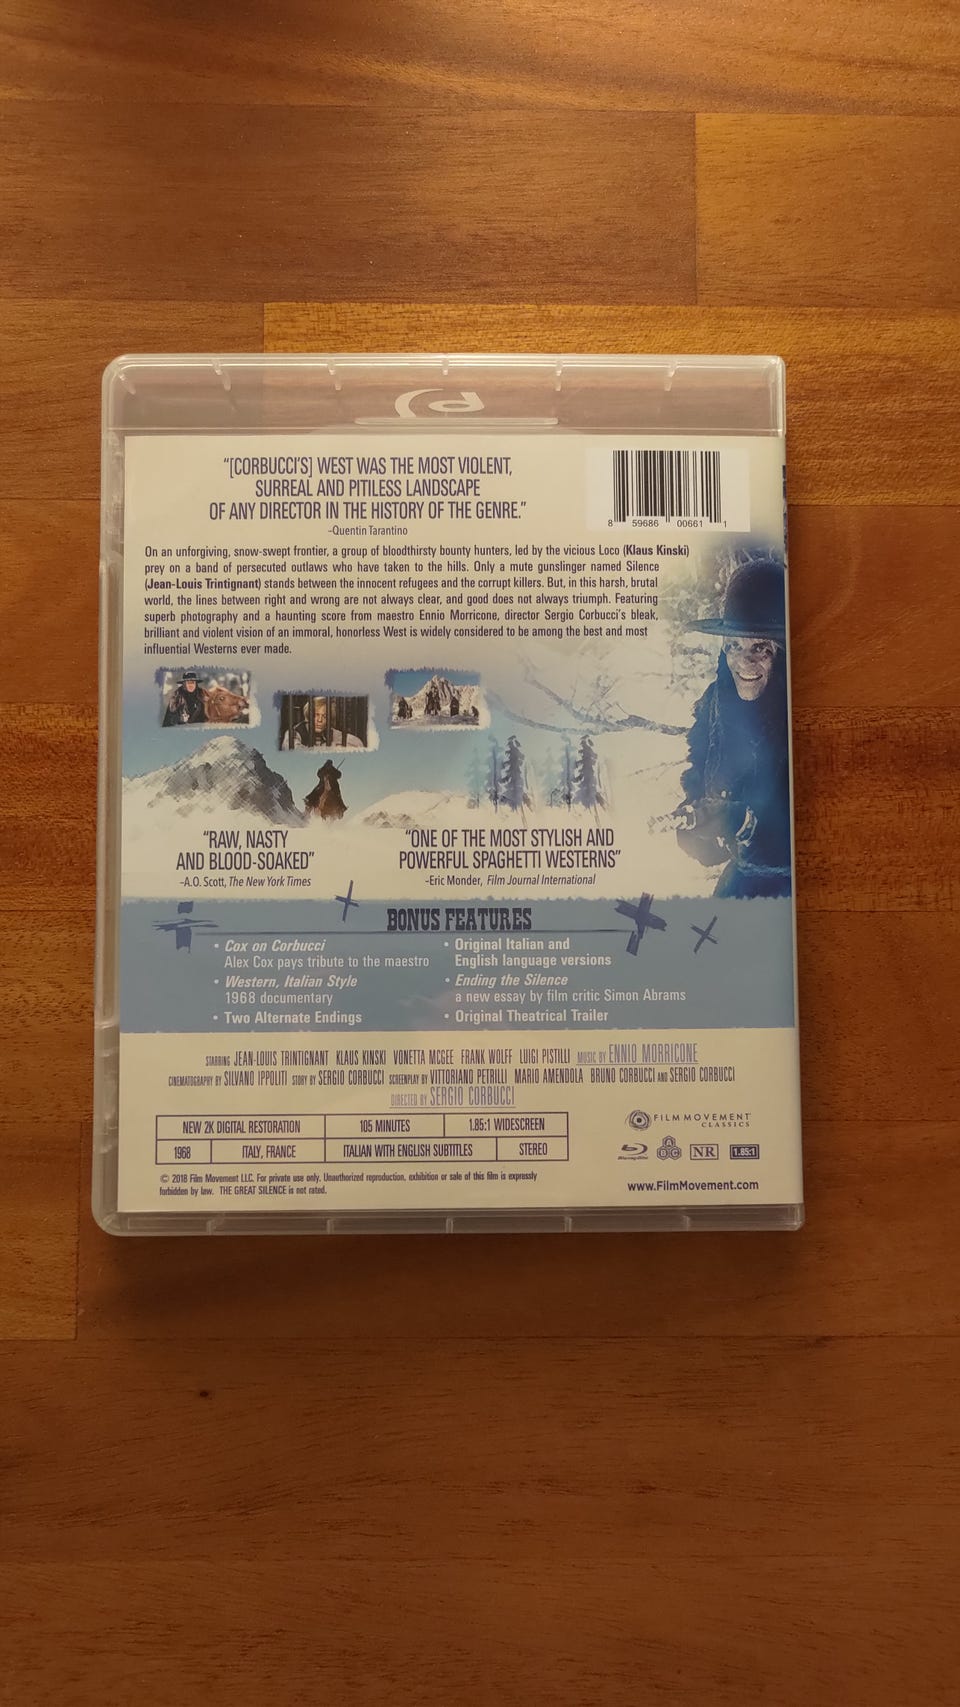 "[CORBUCCI'S] WEST WAS THE MOST VIOLENT,
SURREAL AND PITILESS LANDSCAPE
OF ANY DIRECTOR IN THE HISTORY OF THE GENRE."
–Quentin Tarantino
8 59686 00661 1
On an unforgiving, snow-swept frontier, a group of bloodthirsty bounty hunters, led by the vicious Loco (Klaus Kinski)
prey on a band of persecuted outlaws who have taken to the hills. Only a mute gunslinger named Silence
(Jean-Louis Trintignant) stands between the innocent refugees and the corrupt killers. But, in this harsh, brutal
world, the lines between right and wrong are not always clear, and good does not always triumph. Featuring
superb photography and a haunting score from maestro Ennio Morricone, director Sergio Corbucci's bleak,
brilliant and violent vision of an immoral, honorless West is widely considered to be among the best and most
influential Westerns ever made.
"RAW, NASTY
AND BLOOD-SOAKED"
–A.O. Scott, The New York Times
"ONE OF THE MOST STYLISH AND
POWERFUL SPAGHETTI WESTERNS"
–Eric Monder, Film Journal International
BONUS FEATURES
• Cox on Corbucci
Alex Cox pays tribute to the maestro
• Western, Italian Style
1968 documentary
• Two Alternate Endings
• Original Italian and
English language versions
• Ending the Silence
a new essay by film critic Simon Abrams
• Original Theatrical Trailer
STARRING JEAN-LOUIS TRINTIGNANT KLAUS KINSKI VONETTA MCGEE FRANK WOLFF LUIGI PISTILLI MUSIC BY ENNIO MORRICONE
CINEMATOGRAPHY BY SILVANO IPPOLITI STORY BY SERGIO CORBUCCI SCREENPLAY BY VITTORIANO PETRILLI MARIO AMENDOLA BRUNO CORBUCCI AND SERGIO CORBUCCI
DIRECTED BY SERGIO CORBUCCI
NEW 2K DIGITAL RESTORATION 105 MINUTES 1.85:1 WIDESCREEN
1968 ITALY, FRANCE ITALIAN WITH ENGLISH SUBTITLES STEREO
© 2018 Film Movement LLC. For private use only. Unauthorized reproduction, exhibition or sale of this film is expressly
forbidden by law. THE GREAT SILENCE is not rated.
FILM MOVEMENT
CLASSICS
Blu-ray Disc A B C NR 1.85:1
www.FilmMovement.com